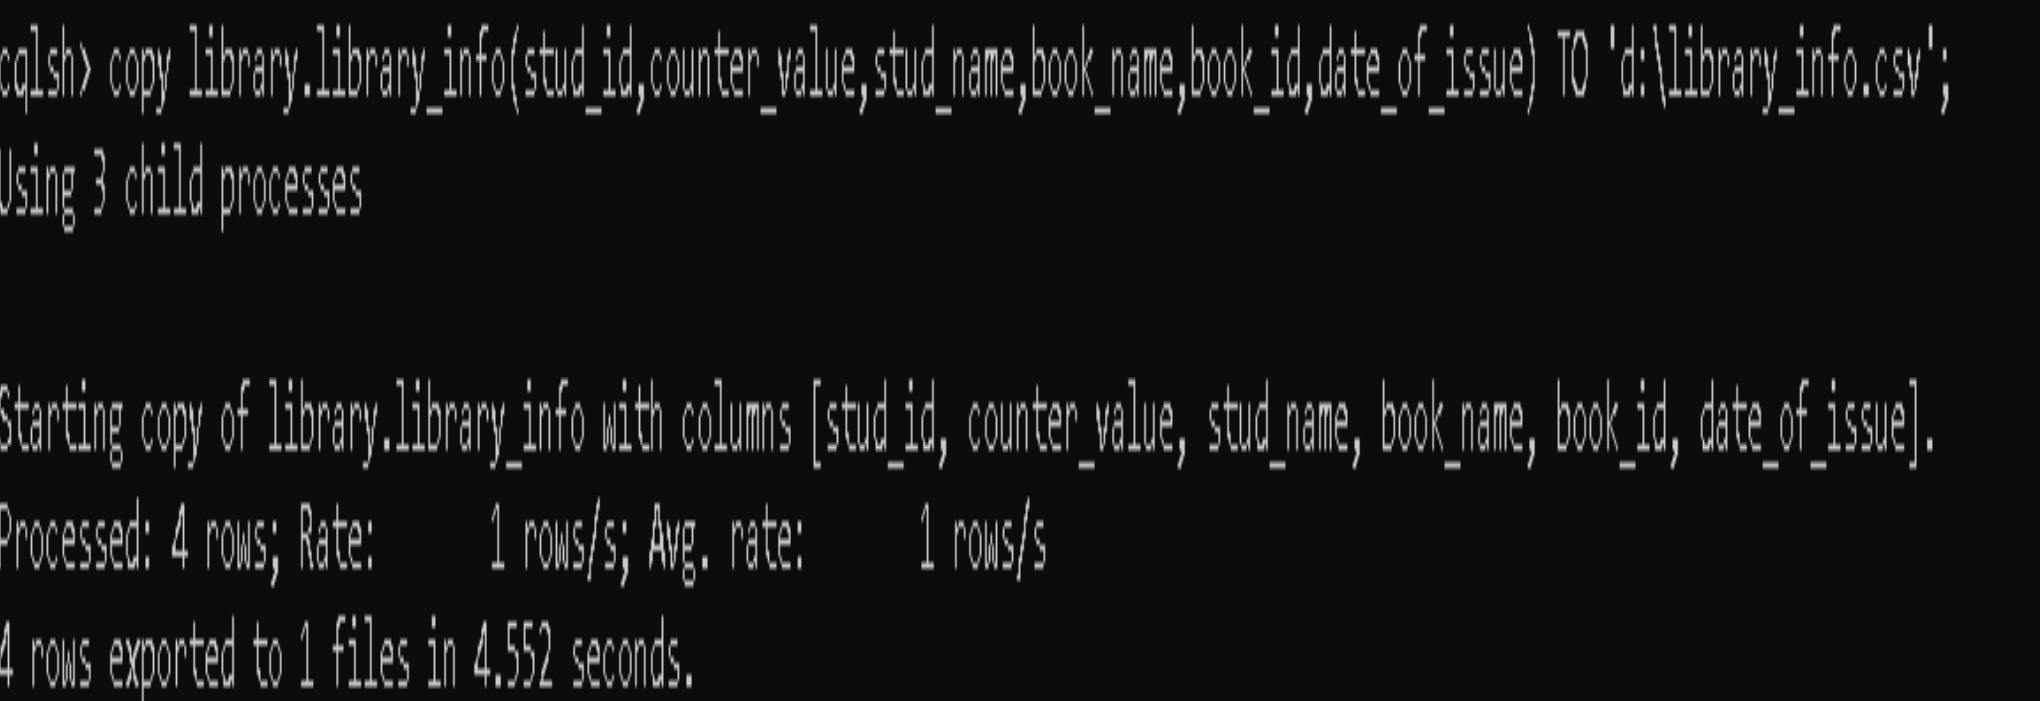 cqlsh> copy library.library_info(stud_id,counter_value,stud_name,book_name,book_id,date_of_issue) TO 'd:\library_info.csv';
Using 3 child processes
Starting copy of library.library_info with columns [stud_id, counter_value, stud_name, book_name, book_id, date_of_issue].
Processed: 4 rows; Rate:       1 rows/s; Avg. rate:       1 rows/s
4 rows exported to 1 files in 4.552 seconds.